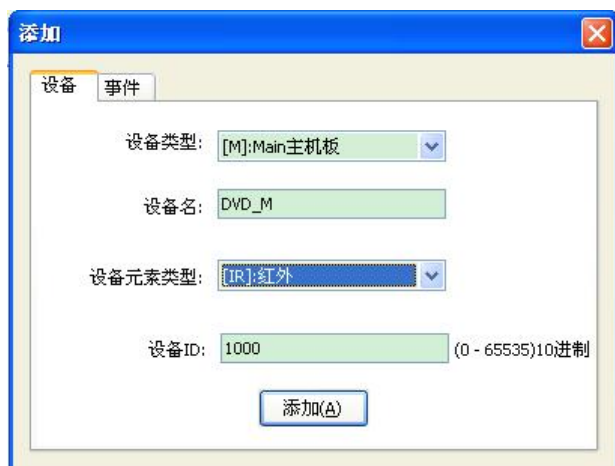 添加
设备 事件
设备类型: [M]:Main主机板
设备名: DVD_M
设备元素类型: [IR]:红外
设备ID: 1000 (0 - 65535)10进制
添加(A)